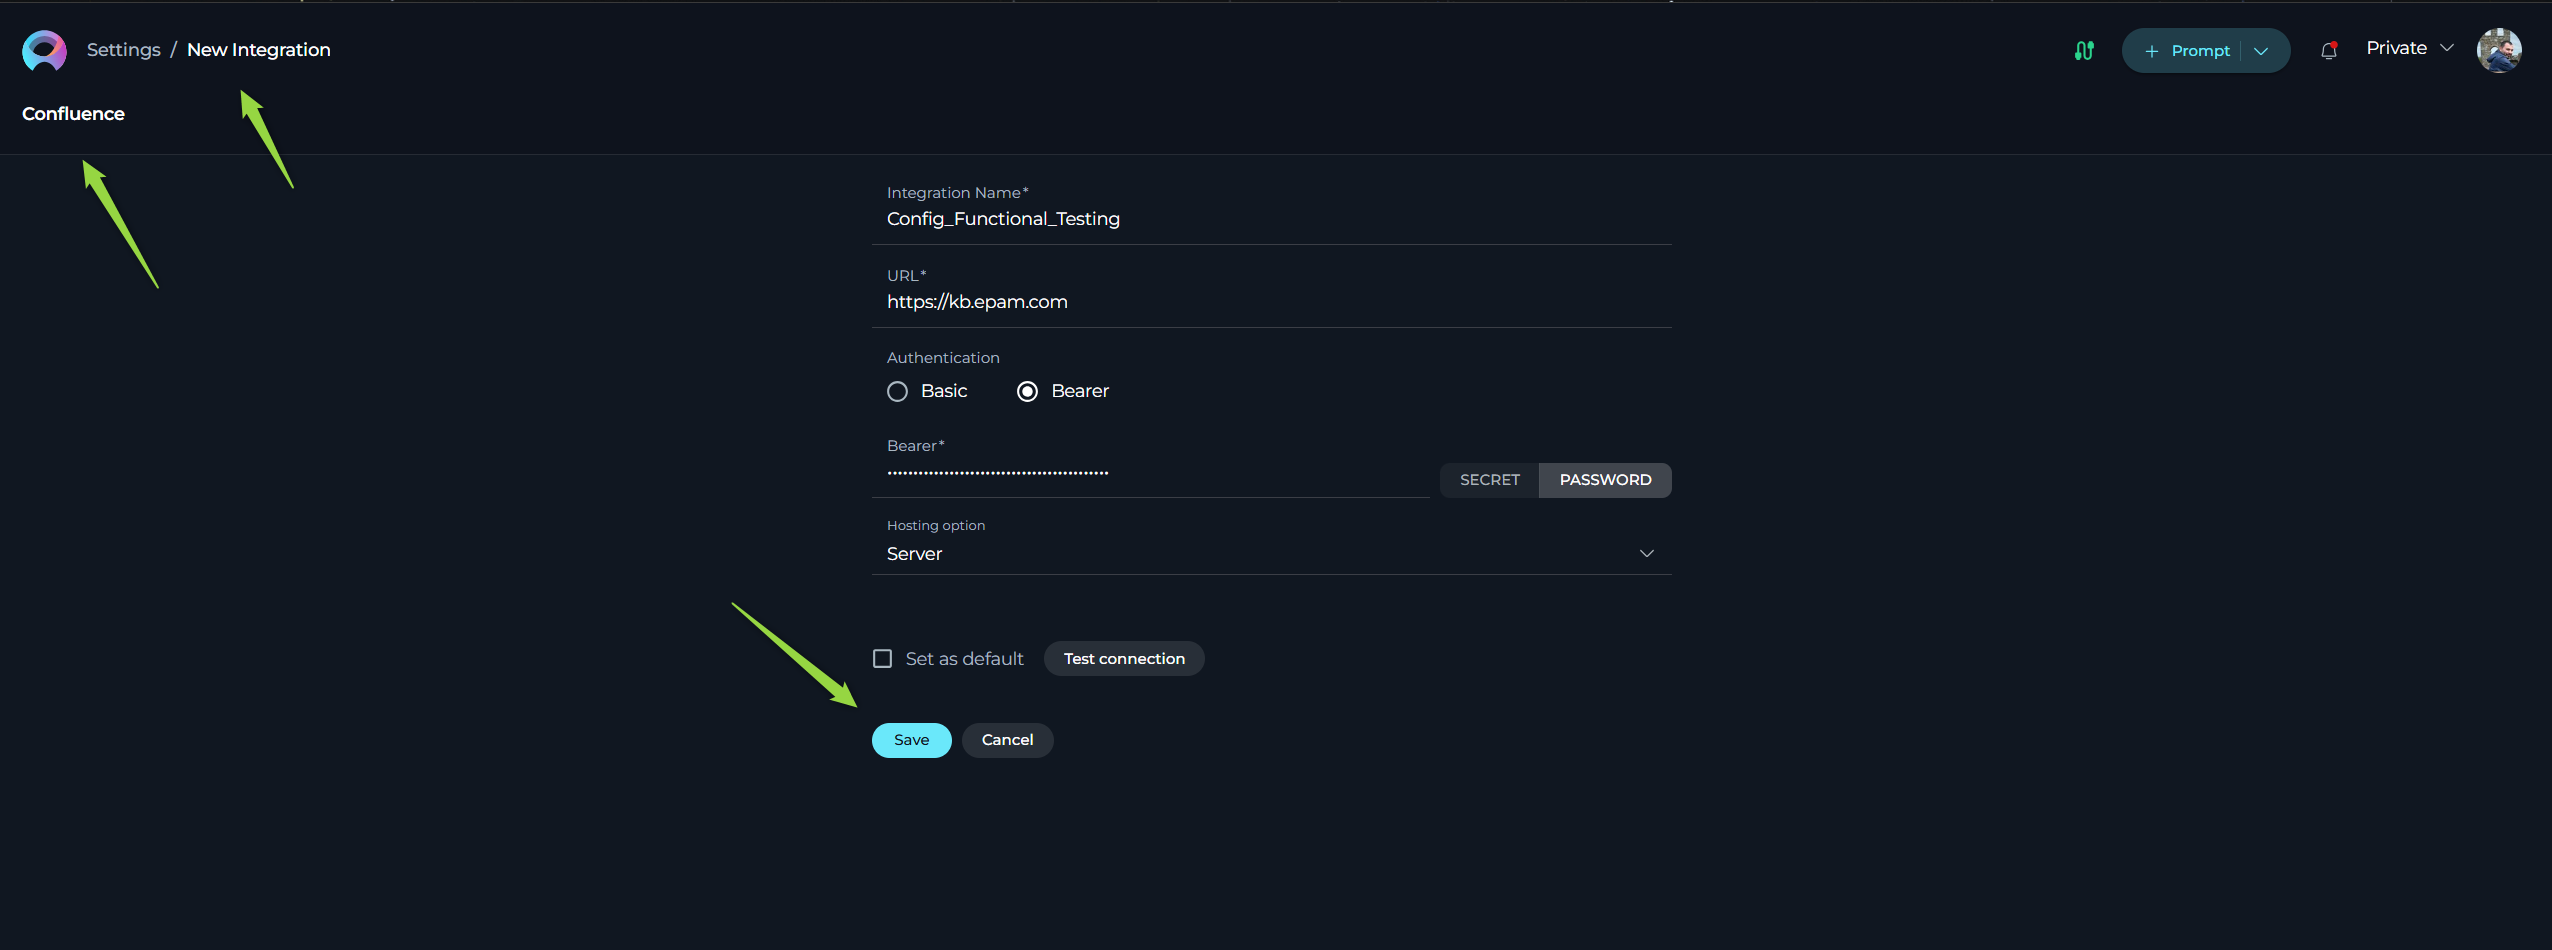 Settings / New Integration
Prompt
Private
Confluence
Integration Name*
Config_Functional_Testing
URL*
https://kb.epam.com
Authentication
Basic
Bearer
Bearer*
SECRET
PASSWORD
Hosting option
Server
Set as default
Test connection
Save
Cancel